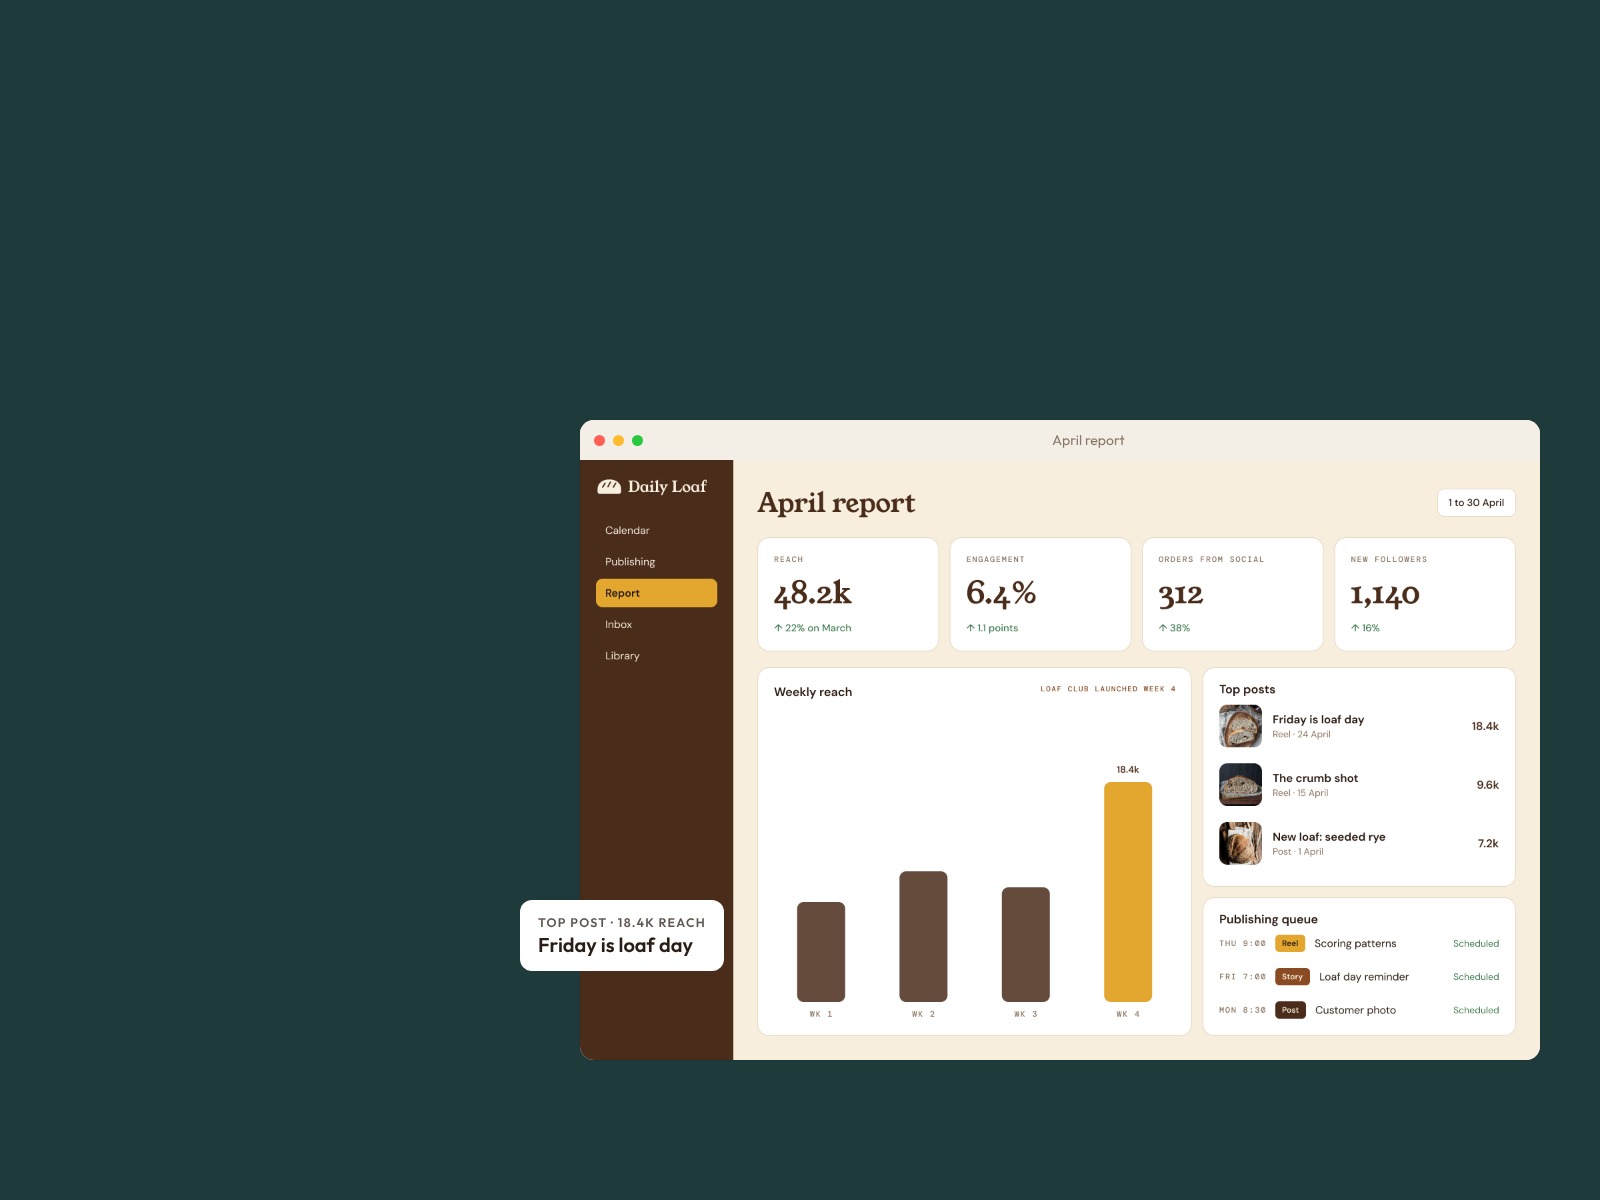 April report
Daily Loaf
Calendar
Publishing
Report
Inbox
Library
April report
1 to 30 April
REACH
48.2k
↑ 22% on March
ENGAGEMENT
6.4%
↑ 1.1 points
ORDERS FROM SOCIAL
312
↑ 38%
NEW FOLLOWERS
1,140
↑ 16%
Weekly reach
LOAF CLUB LAUNCHED WEEK 4
18.4k
WK 1
WK 2
WK 3
WK 4
Top posts
Friday is loaf day
Reel · 24 April
18.4k
The crumb shot
Reel · 15 April
9.6k
New loaf: seeded rye
Post · 1 April
7.2k
Publishing queue
THU 9:00 Reel Scoring patterns Scheduled
FRI 7:00 Story Loaf day reminder Scheduled
MON 8:30 Post Customer photo Scheduled
TOP POST · 18.4K REACH
Friday is loaf day